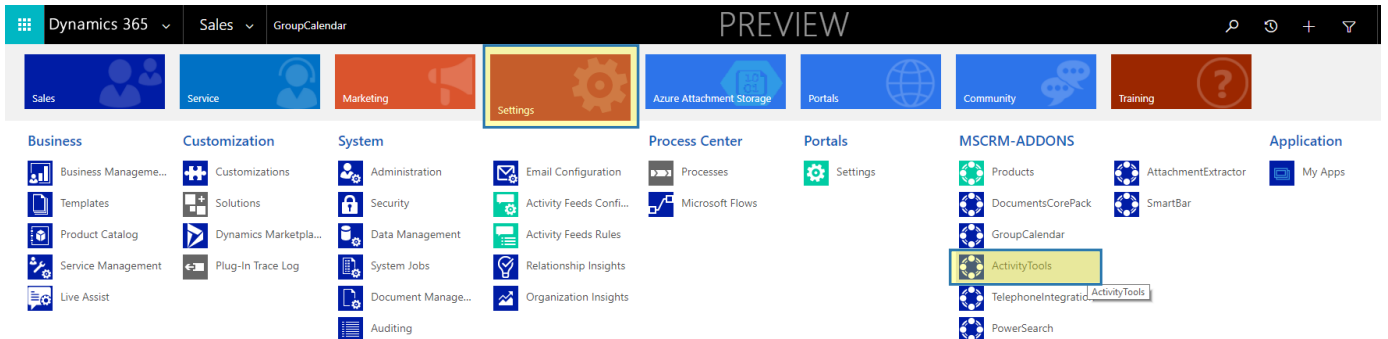 Dynamics 365 Sales GroupCalendar PREVIEW
Sales Service Marketing Settings Azure Attachment Storage Portals Community Training
Business
Business Manageme...
Templates
Product Catalog
Service Management
Live Assist
Customization
Customizations
Solutions
Dynamics Marketpla...
Plug-In Trace Log
System
Administration
Security
Data Management
System Jobs
Document Manage...
Auditing
Email Configuration
Activity Feeds Confi...
Activity Feeds Rules
Relationship Insights
Organization Insights
Process Center
Processes
Microsoft Flows
Portals
Settings
MSCRM-ADDONS
Products
DocumentsCorePack
GroupCalendar
ActivityTools
TelephoneIntegratio
PowerSearch
ActivityTools
AttachmentExtractor
SmartBar
Application
My Apps